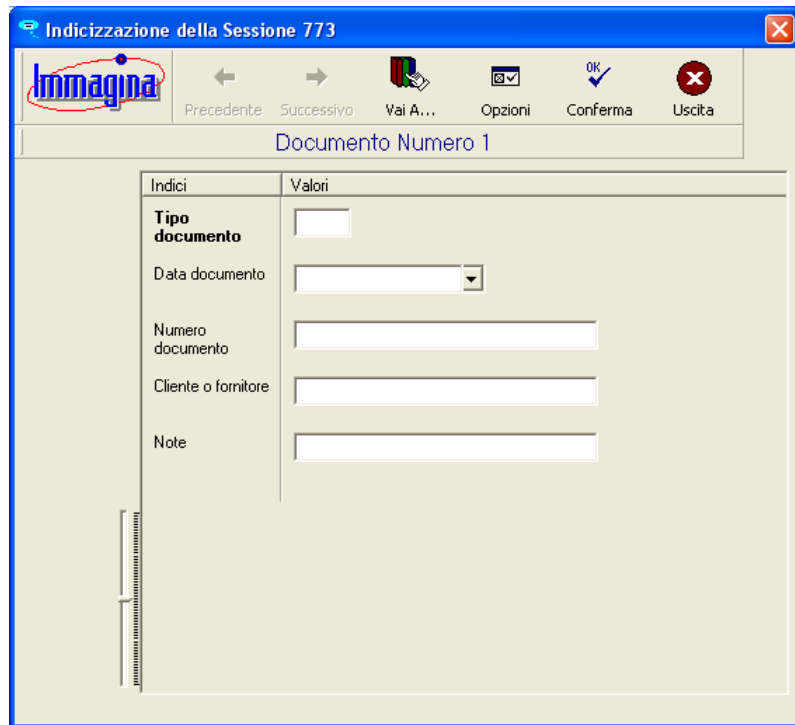 Indicizzazione della Sessione 773
Immagina
Precedente
Successivo
Vai A...
Opzioni
OK
Conferma
Uscita
Documento Numero 1
Indici
Valori
Tipo
documento
Data documento
Numero
documento
Cliente o fornitore
Note